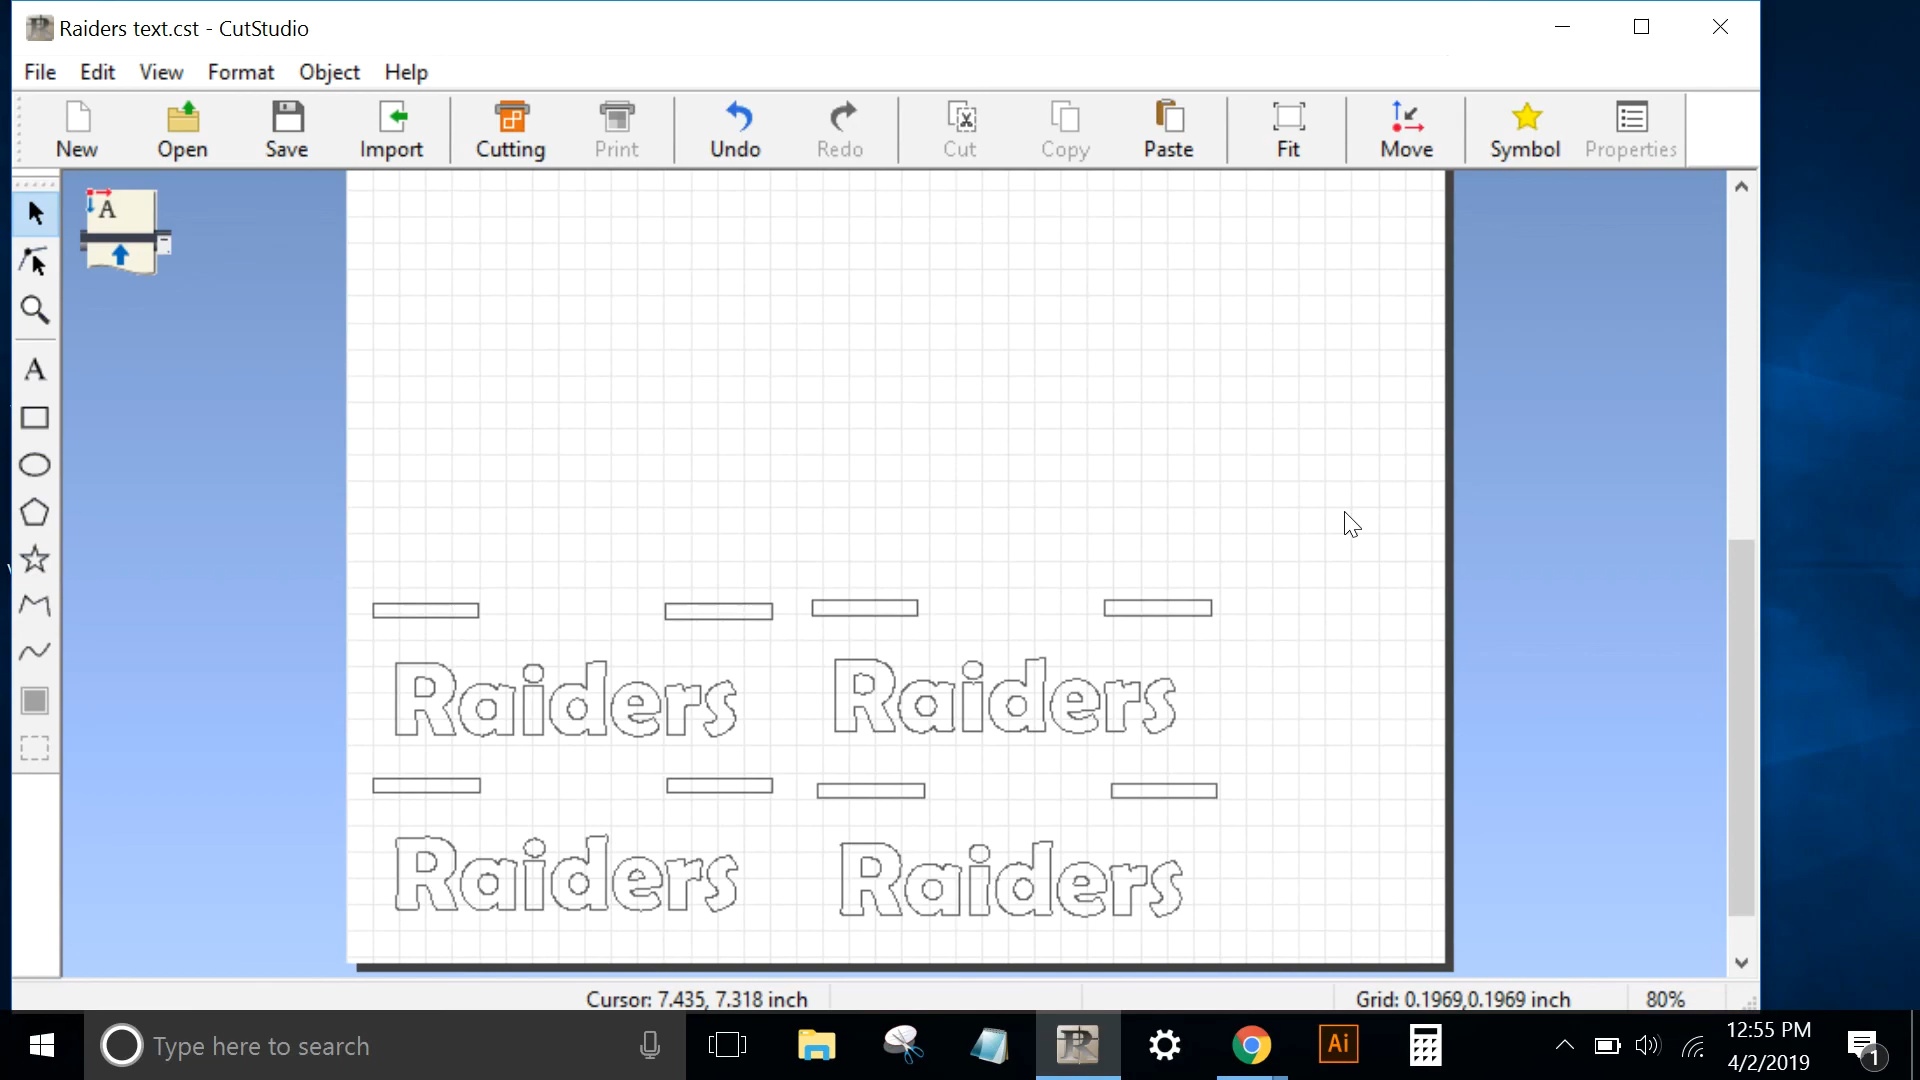 Raiders text.cst - CutStudio
File Edit View Format Object Help
New Open Save Import Cutting Print Undo Redo Cut Copy Paste Fit Move Symbol Properties
A
A
Raiders Raiders
Raiders Raiders
Cursor: 7.435, 7.318 inch Grid: 0.1969,0.1969 inch 80%
Type here to search
R
Ai
12:55 PM
4/2/2019
1